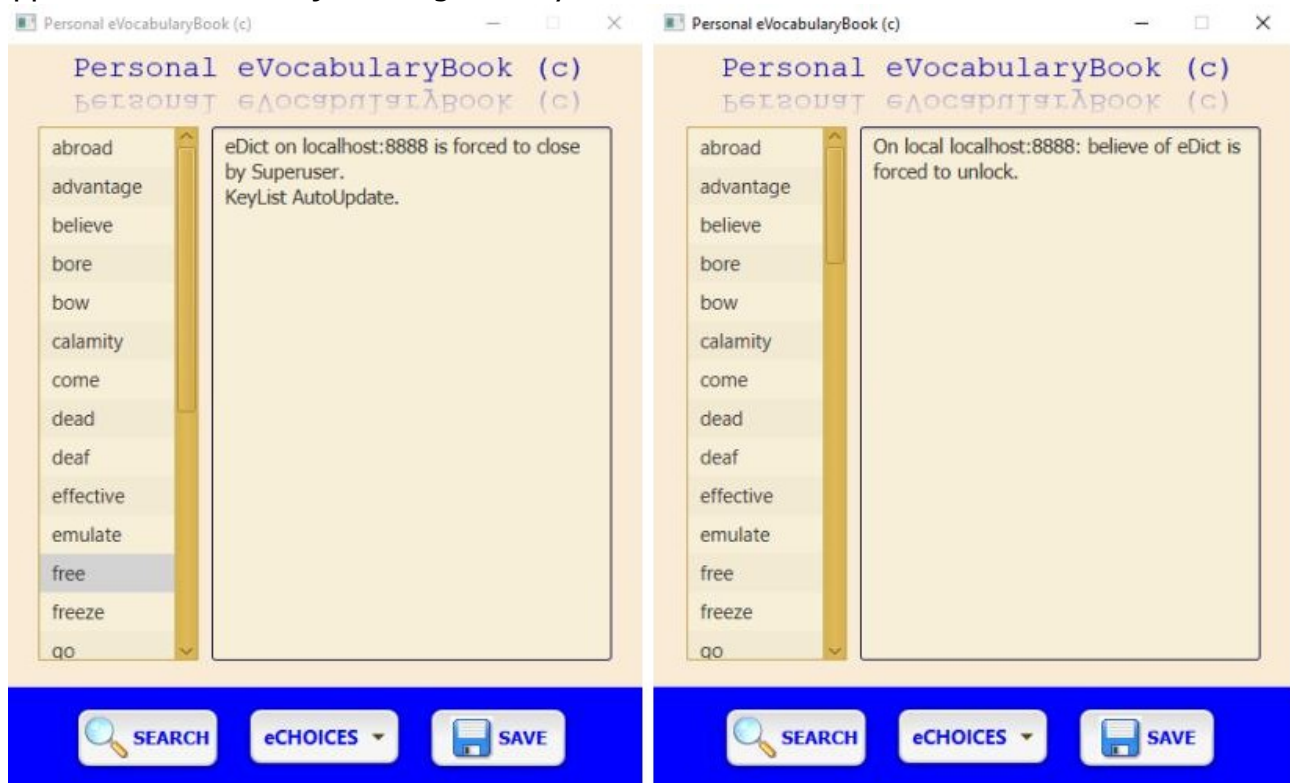 Personal eVocabularyBook (c)
Personal eVocabularyBook (c)
abroad
advantage
believe
bore
bow
calamity
come
dead
deaf
effective
emulate
free
freeze
go
eDict on localhost:8888 is forced to close
by Superuser.
KeyList AutoUpdate.
SEARCH
eCHOICES
SAVE
Personal eVocabularyBook (c)
Personal eVocabularyBook (c)
abroad
advantage
believe
bore
bow
calamity
come
dead
deaf
effective
emulate
free
freeze
go
On local localhost:8888: believe of eDict is
forced to unlock.
SEARCH
eCHOICES
SAVE